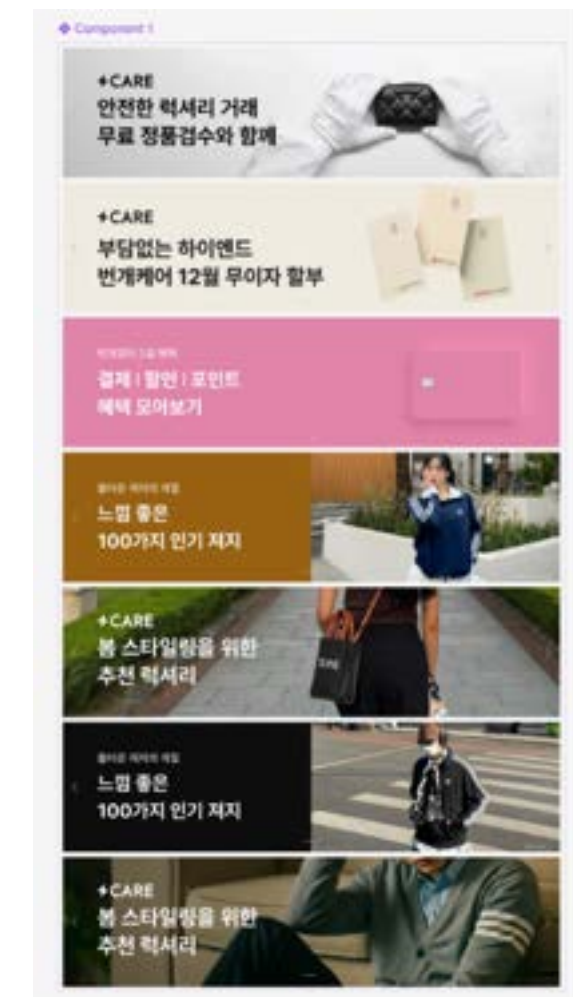 Component 1
CARE
안전한 럭셔리 거래
무료 정품검수와 함께
CARE
부담없는 하이엔드
번개케어 12월 무이자 할부
결제 | 할인 | 포인트
혜택 모아보기
느낌 좋은
100가지 인기 져지
CARE
봄 스타일링을 위한
추천 럭셔리
느낌 좋은
100가지 인기 져지
CARE
봄 스타일링을 위한
추천 럭셔리